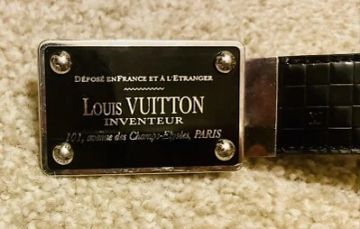 DÉPOSÉ ENFRANCE ET À L'ETRANGER
LOUIS VUITTON
INVENTEUR
101, avenue des Champs-Elysées, PARIS